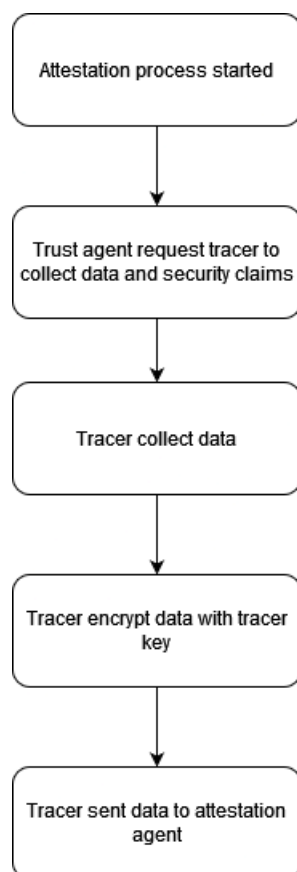 Attestation process started
Trust agent request tracer to
collect data and security claims
Tracer collect data
Tracer encrypt data with tracer
key
Tracer sent data to attestation
agent